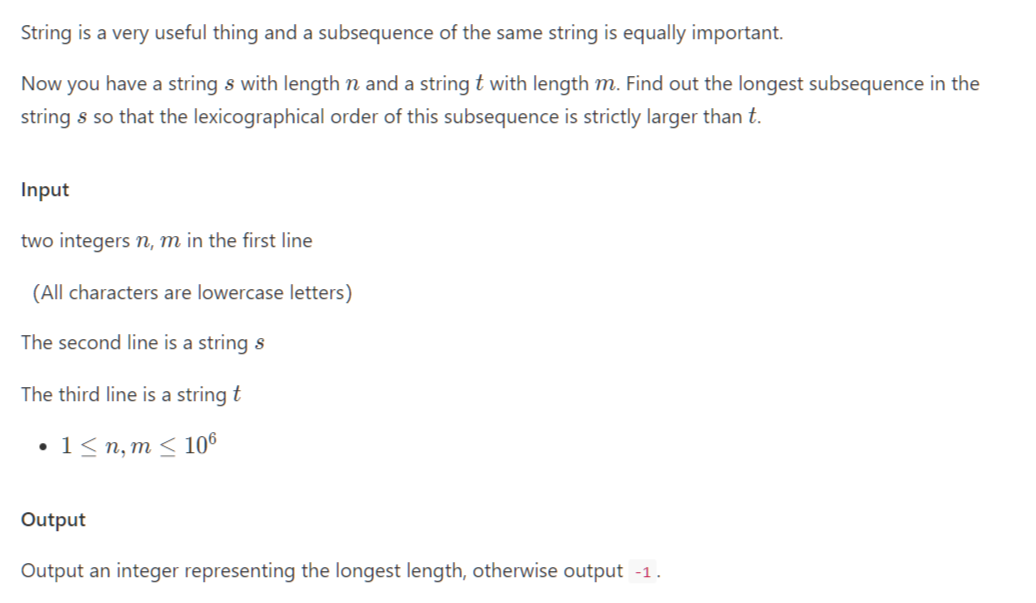 String is a very useful thing and a subsequence of the same string is equally important.
Now you have a string s with length n and a string t with length m. Find out the longest subsequence in the
string s so that the lexicographical order of this subsequence is strictly larger than t.
Input
two integers n, m in the first line
(All characters are lowercase letters)
The second line is a string s
The third line is a string t
• 1 ≤ n, m ≤ 10⁶
Output
Output an integer representing the longest length, otherwise output -1.